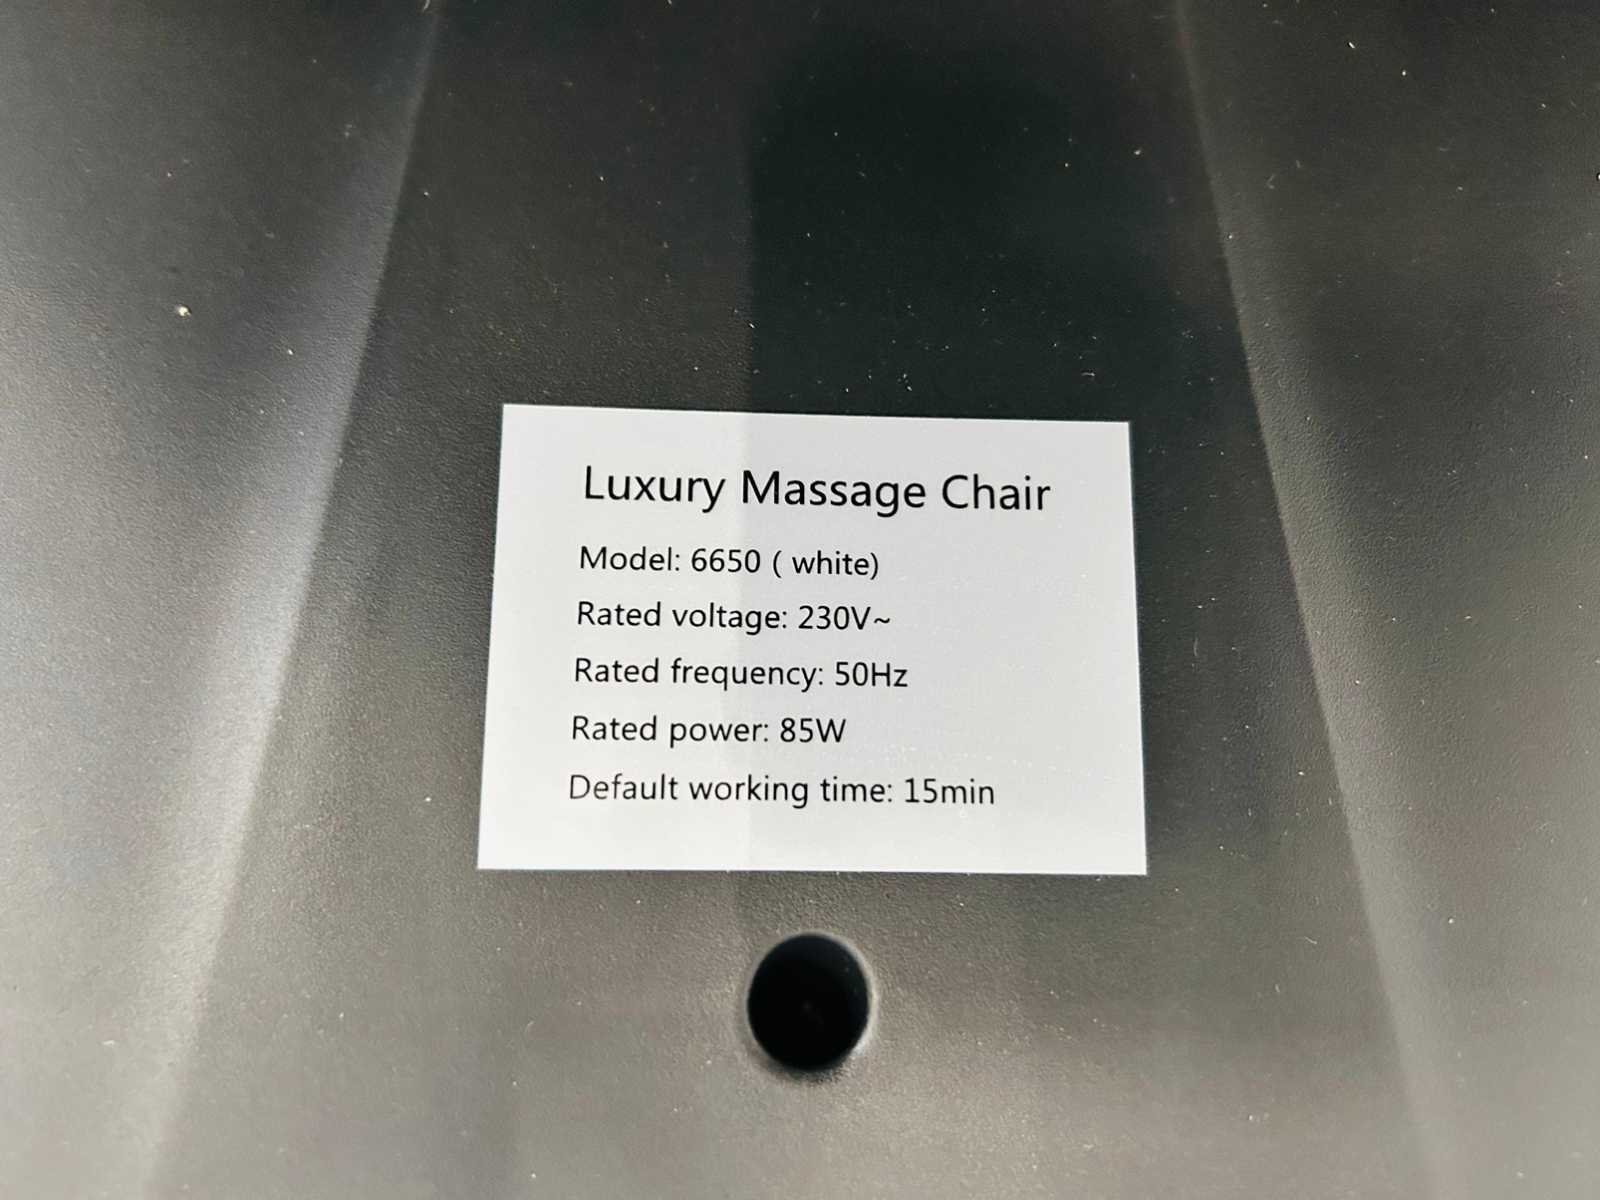 Luxury Massage Chair
Model: 6650 ( white)
Rated voltage: 230V~
Rated frequency: 50Hz
Rated power: 85W
Default working time: 15min